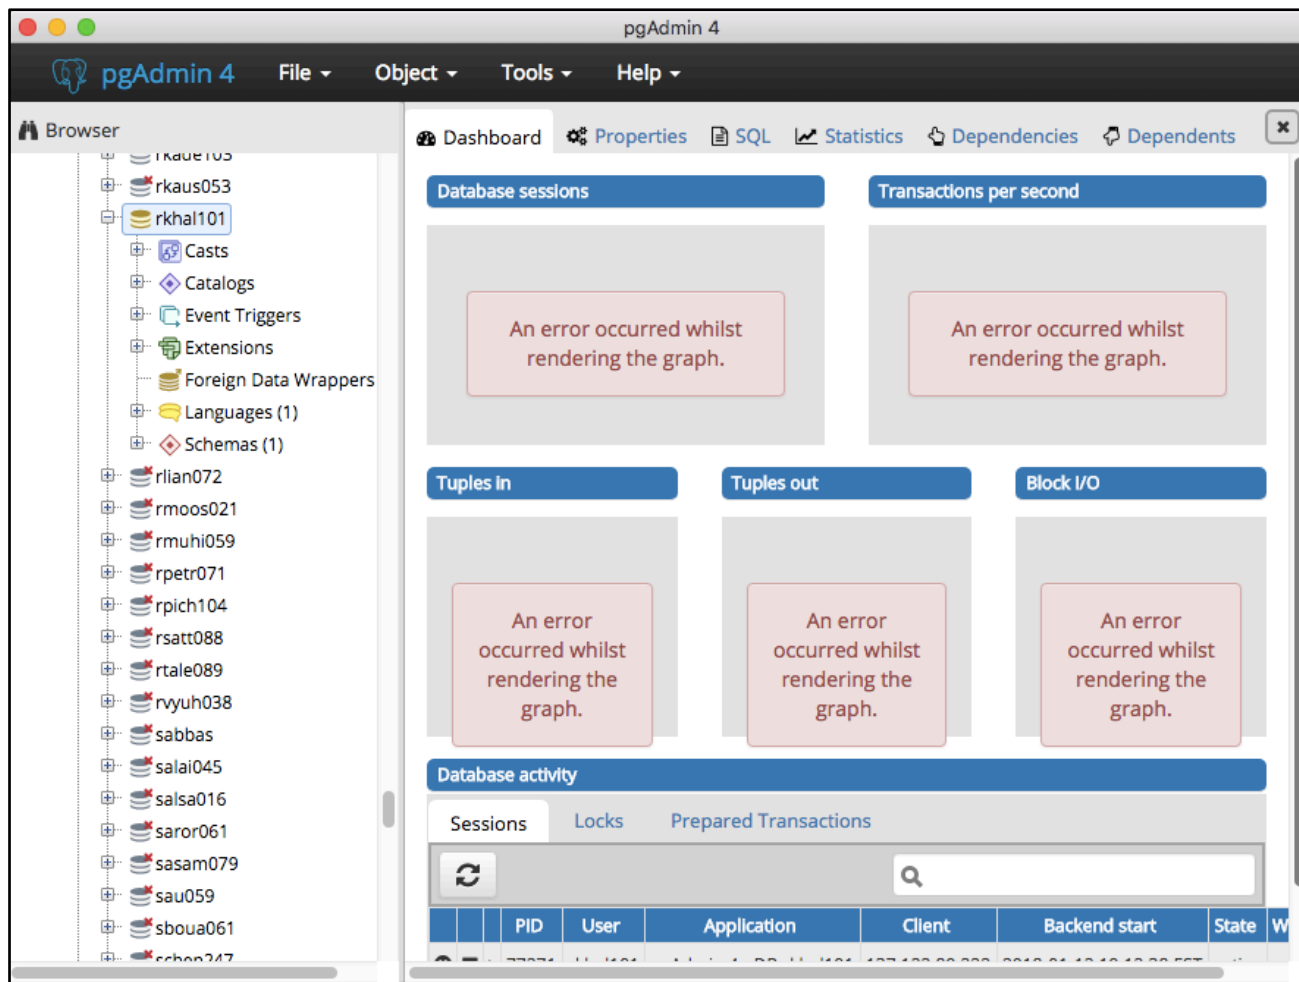 pgAdmin 4
pgAdmin 4 File Object Tools Help
Browser
Dashboard Properties SQL Statistics Dependencies Dependents
rkaus053
rkhal101
Casts
Catalogs
Event Triggers
Extensions
Foreign Data Wrappers
Languages (1)
Schemas (1)
rlian072
rmoos021
rmuhi059
rpetr071
rpich104
rsatt088
rtale089
rvyuh038
sabbas
salai045
salsa016
saror061
sasam079
sau059
sboua061
Database sessions
An error occurred whilst
rendering the graph.
Transactions per second
An error occurred whilst
rendering the graph.
Tuples in
An error
occurred whilst
rendering the
graph.
Tuples out
An error
occurred whilst
rendering the
graph.
Block I/O
An error
occurred whilst
rendering the
graph.
Database activity
Sessions Locks Prepared Transactions
PID User Application Client Backend start State W